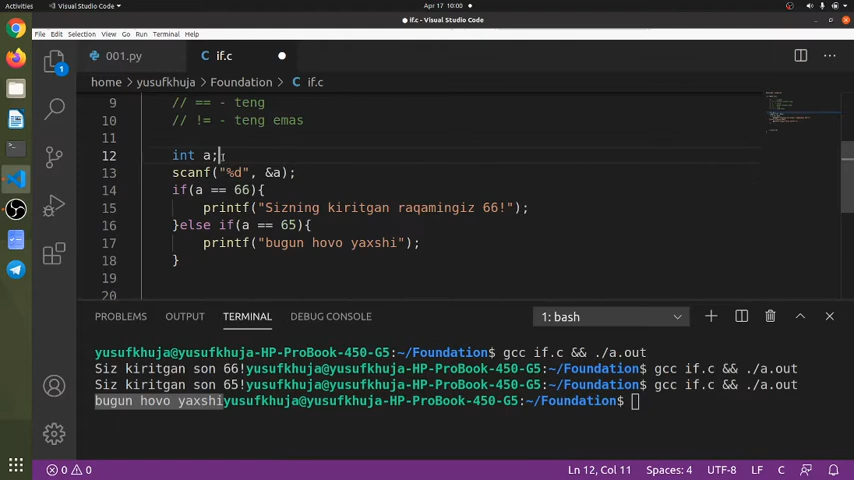 Activities
Visual Studio Code
Apr 17 10:00
if.c - Visual Studio Code
File Edit Selection View Go Run Terminal Help
001.py
if.c
home > yusufkhuja > Foundation > if.c
9 // == - teng
10 // != - teng emas
11
12 int a;
13 scanf("%d", &a);
14 if(a == 66){
15 printf("Sizning kiritgan raqamingiz 66!");
16 }else if(a == 65){
17 printf("bugun hovo yaxshi");
18 }
19
20
PROBLEMS OUTPUT TERMINAL DEBUG CONSOLE
1: bash
yusufkhuja@yusufkhuja-HP-ProBook-450-G5:~/Foundation$ gcc if.c && ./a.out
Siz kiritgan son 66!yusufkhuja@yusufkhuja-HP-ProBook-450-G5:~/Foundation$ gcc if.c && ./a.out
Siz kiritgan son 65!yusufkhuja@yusufkhuja-HP-ProBook-450-G5:~/Foundation$ gcc if.c && ./a.out
bugun hovo yaxshiyusufkhuja@yusufkhuja-HP-ProBook-450-G5:~/Foundation$
0 0
Ln 12, Col 11 Spaces: 4 UTF-8 LF C